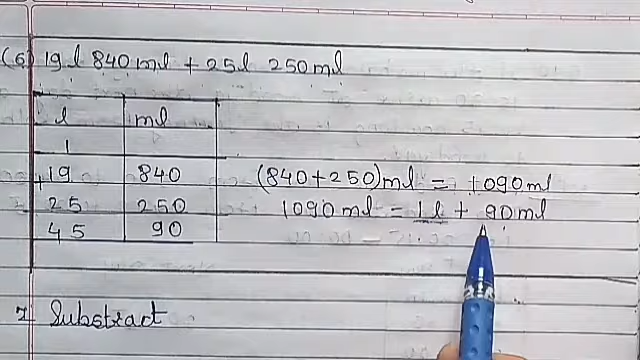 (6) 19 l 840 ml + 25 l 250 ml
l ml
1
+19 840 (840+250) ml = 1090 ml
25 250 1090 ml = 1 l + 90 ml
45 90
Substract